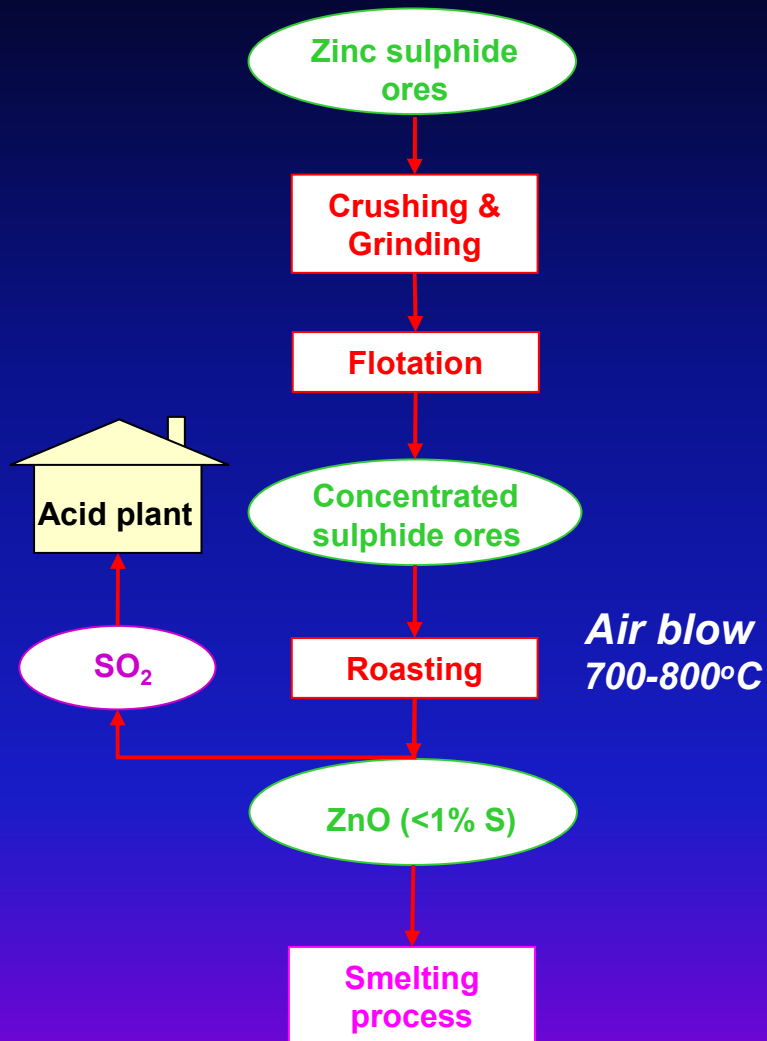 Zinc sulphide
ores
Crushing &
Grinding
Flotation
Acid plant
Concentrated
sulphide ores
SO₂
Roasting
Air blow
700-800ºC
ZnO (<1% S)
Smelting
process